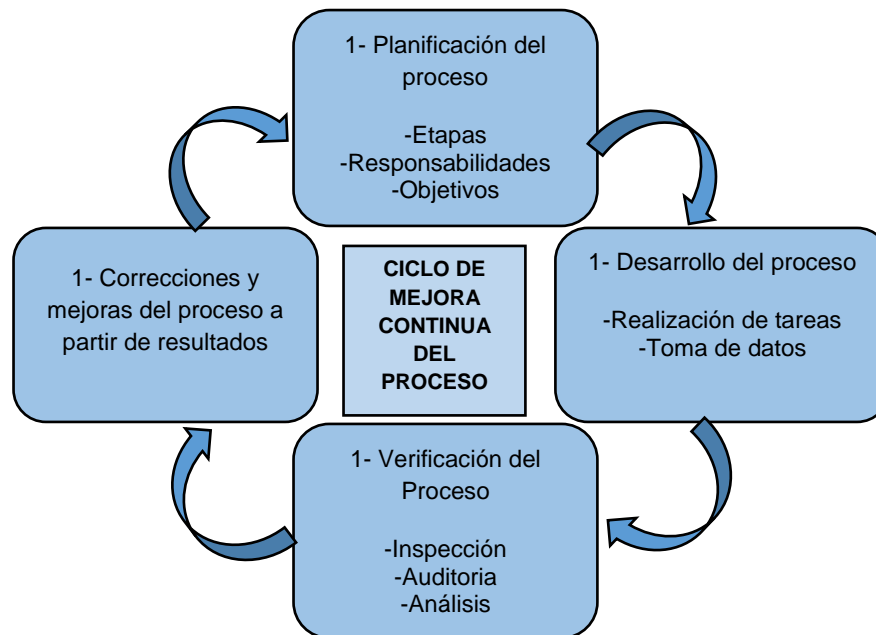 1- Planificación del
proceso
-Etapas
-Responsabilidades
-Objetivos
1- Correcciones y
mejoras del proceso a
partir de resultados
CICLO DE
MEJORA
CONTINUA
DEL
PROCESO
1- Desarrollo del proceso
-Realización de tareas
-Toma de datos
1- Verificación del
Proceso
-Inspección
-Auditoria
-Análisis